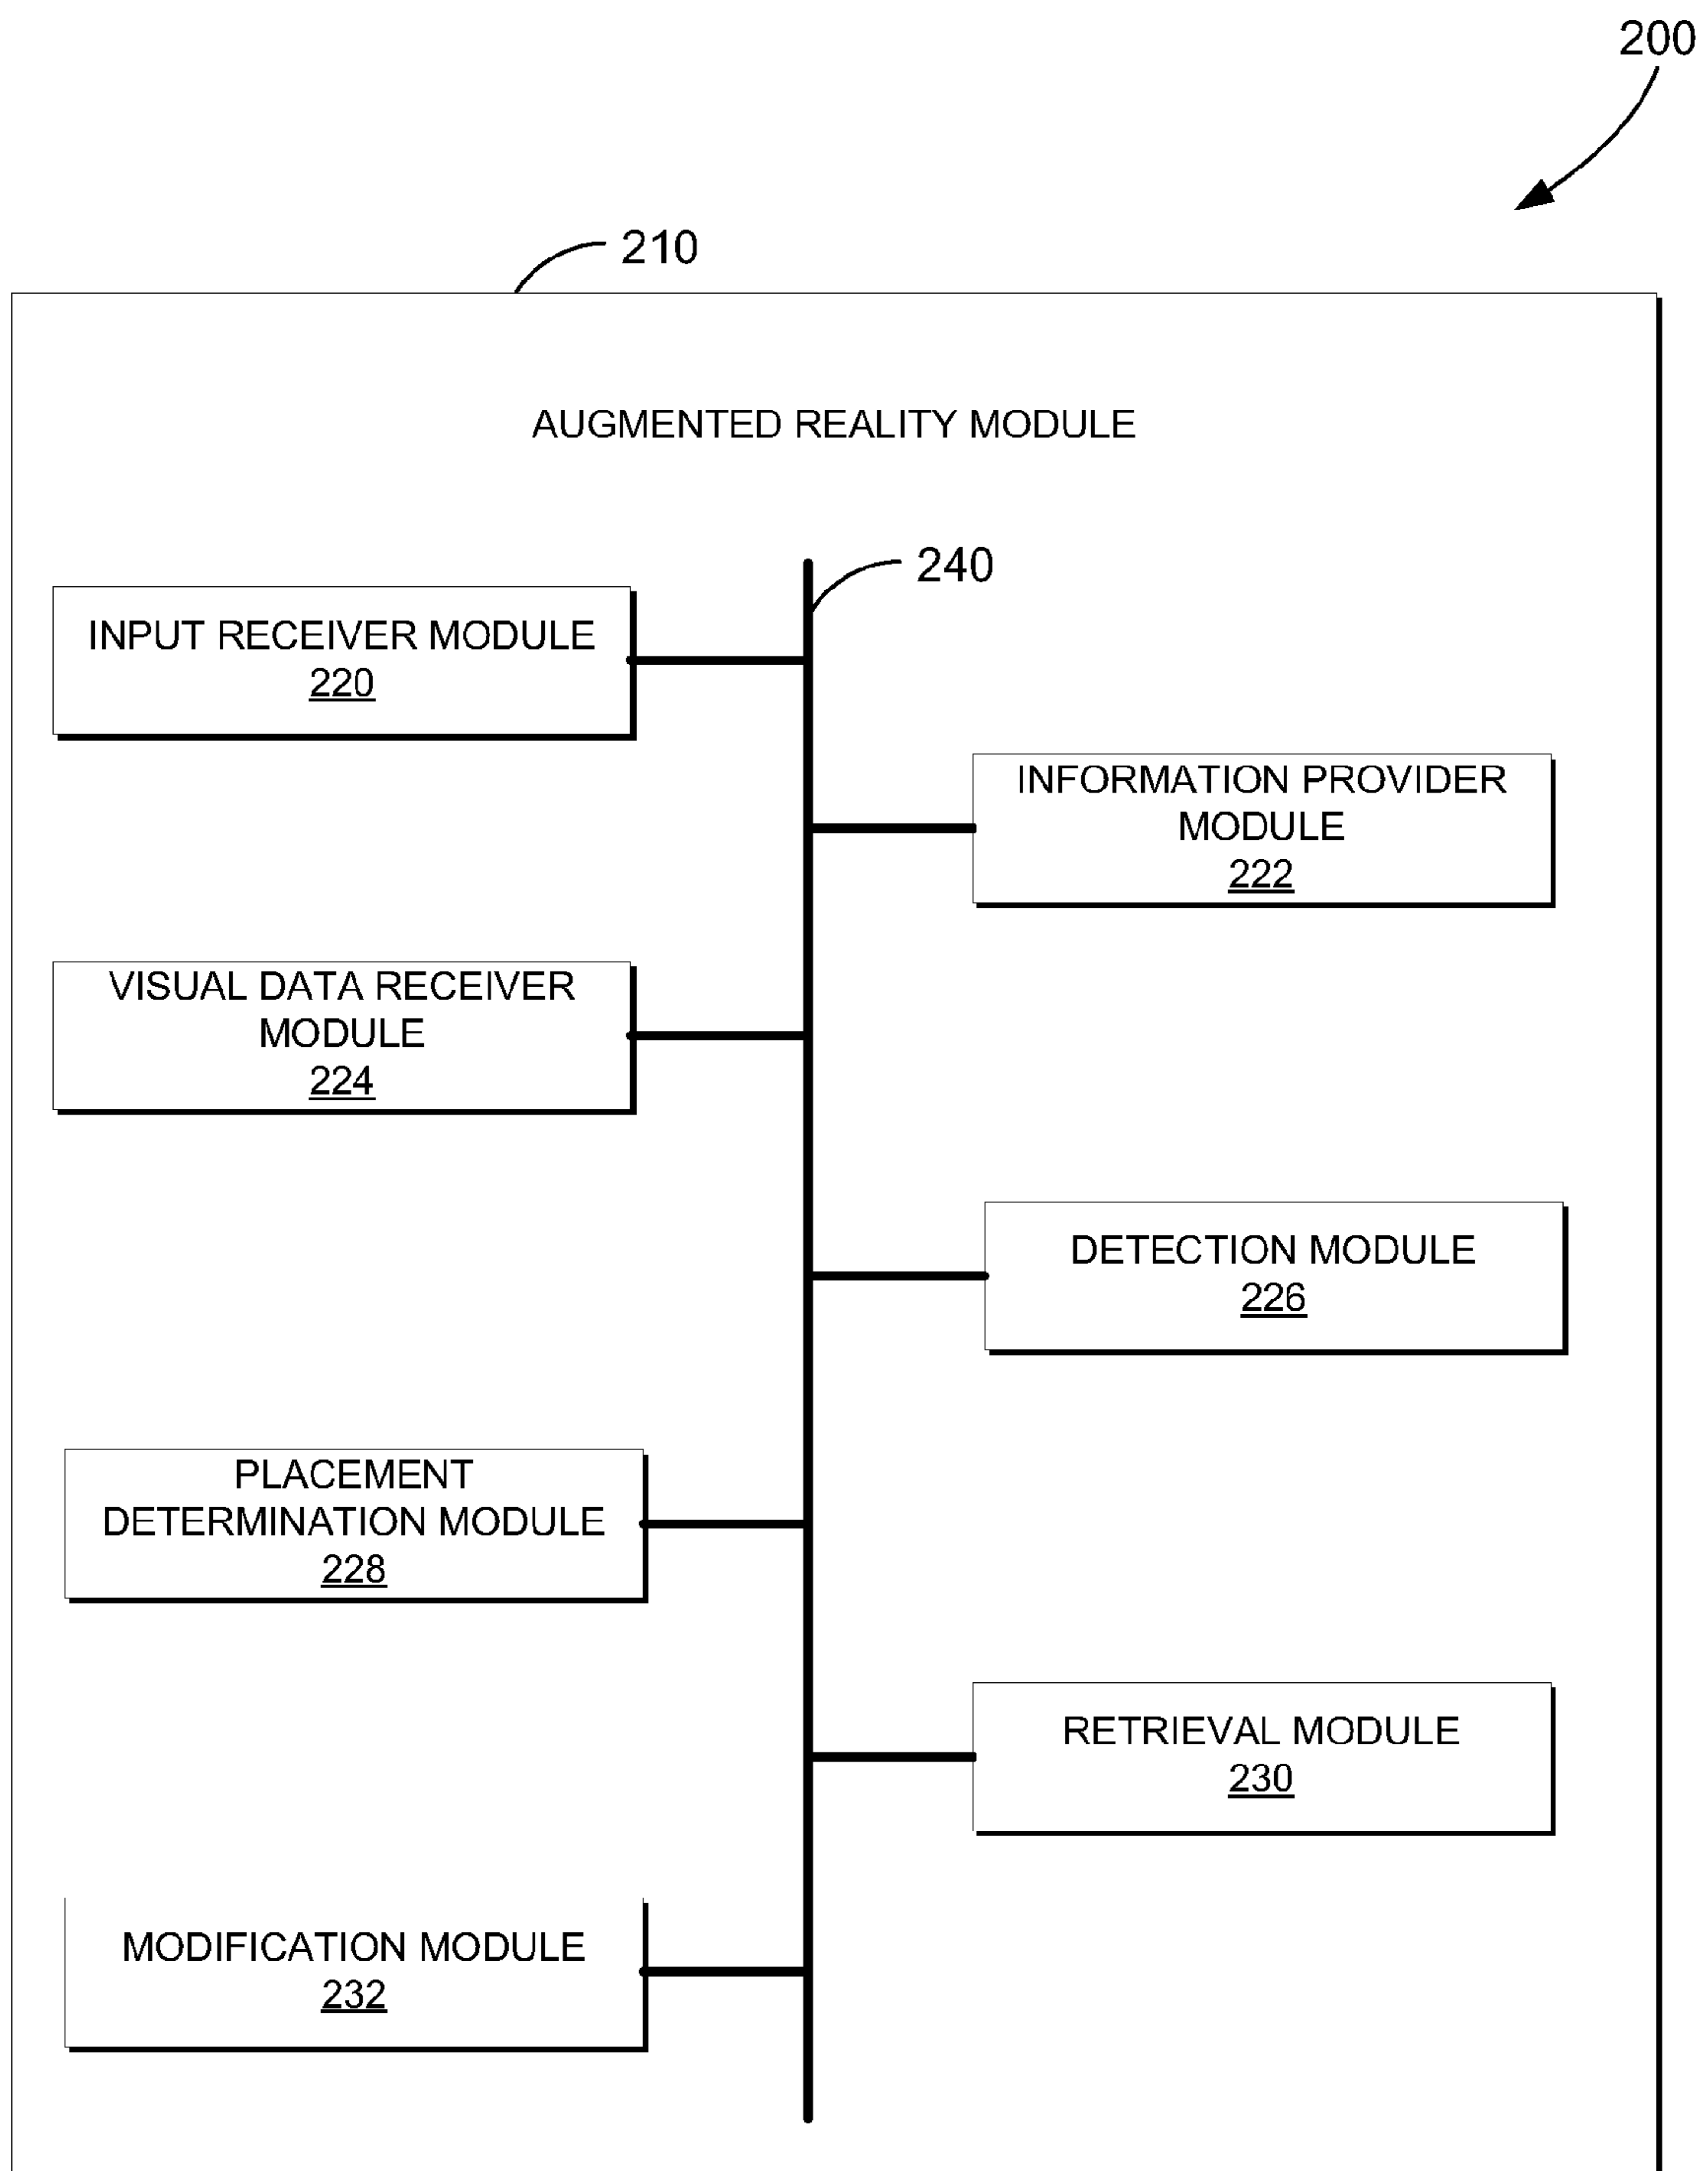 200
210
AUGMENTED REALITY MODULE
240
INPUT RECEIVER MODULE
220
INFORMATION PROVIDER
MODULE
222
VISUAL DATA RECEIVER
MODULE
224
DETECTION MODULE
226
PLACEMENT
DETERMINATION MODULE
228
RETRIEVAL MODULE
230
MODIFICATION MODULE
232